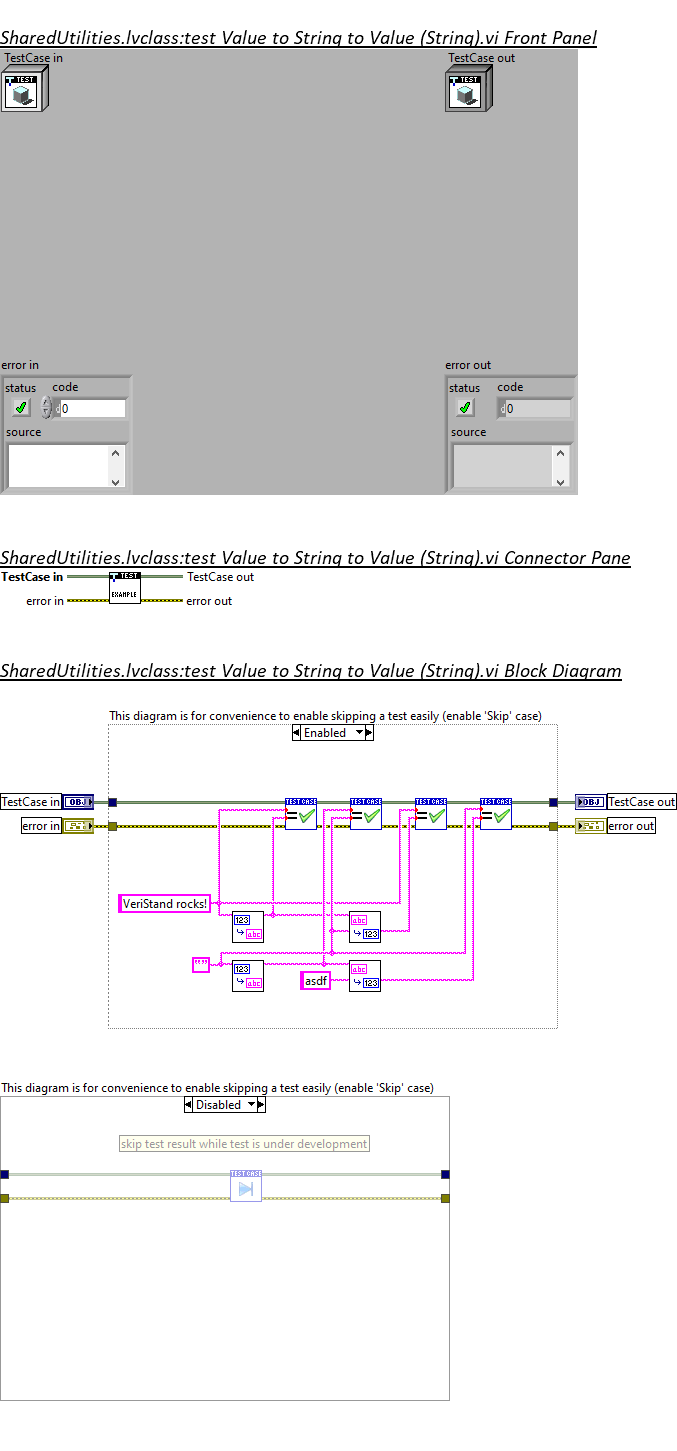 SharedUtilities.lvclass:test Value to String to Value (String).vi Front Panel
TestCase in
TestCase out
TEST
TEST
error in
error out
status code
status code
d0
d0
source
source
SharedUtilities.lvclass:test Value to String to Value (String).vi Connector Pane
TestCase in
TEST
TestCase out
error in
EXAMPLE
error out
SharedUtilities.lvclass:test Value to String to Value (String).vi Block Diagram
This diagram is for convenience to enable skipping a test easily (enable 'Skip' case)
Enabled
TestCase in
OBJ
TEST CASE
TEST CASE
TEST CASE
TEST CASE
OBJ
TestCase out
error in
error out
VeriStand rocks!
123
abc
abc
123
“”
123
abc
asdf
abc
123
This diagram is for convenience to enable skipping a test easily (enable 'Skip' case)
Disabled
skip test result while test is under development
TEST CASE